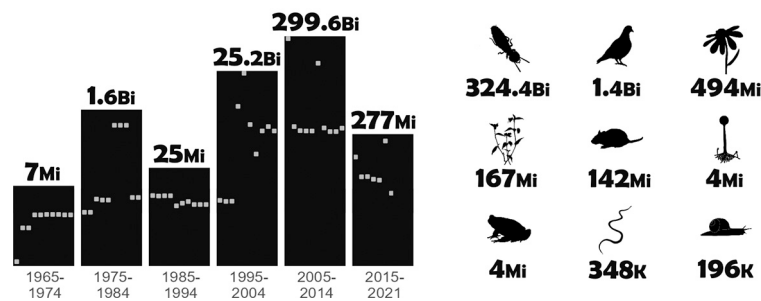 299.6Bi
25.2Bi
1.6Bi
277Mi
25Mi
7Mi
1965-
1974
1975-
1984
1985-
1994
1995-
2004
2005-
2014
2015-
2021
324.4Bi
1.4Bi
494Mi
167Mi
142Mi
4Mi
4Mi
348K
196K